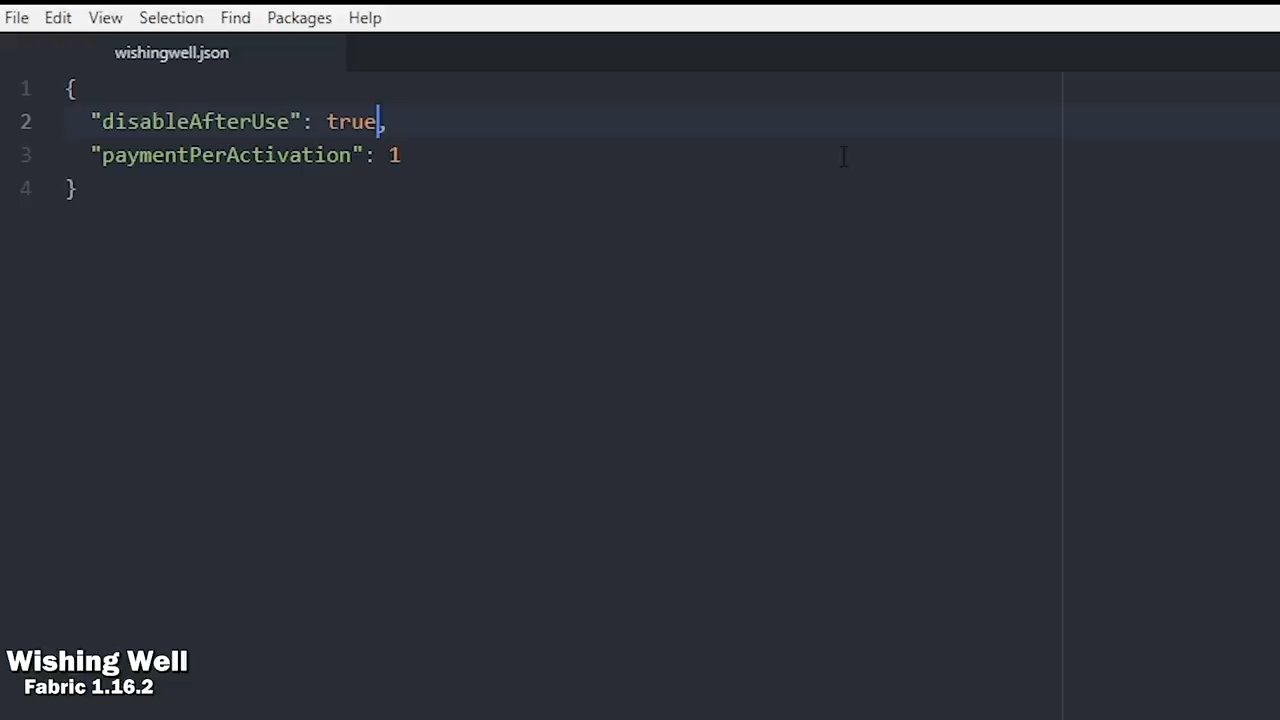 File Edit View Selection Find Packages Help
wishingwell.json
1 {
2 "disableAfterUse": true,
3 "paymentPerActivation": 1
4 }
Wishing Well
Fabric 1.16.2